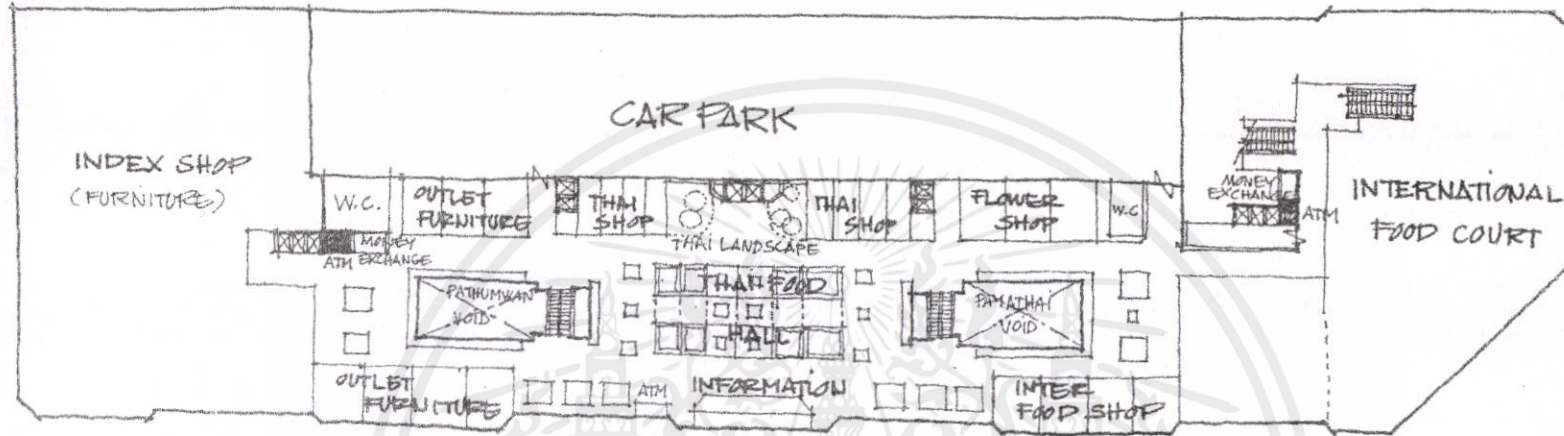 CAR PARK
INDEX SHOP
(FURNITURE)
W.C.
OUTLET
FURNITURE
THAI
SHOP
THAI LANDSCAPE
THAI
SHOP
FLOWER
SHOP
W.C
MONEY
EXCHANGE
ATM
INTERNATIONAL
FOOD COURT
ATM
MONEY
EXCHANGE
PATHUMWAN
VOID
THAI FOOD
HALL
PAYATHAI
VOID
OUTLET
FURNITURE
ATM
INFORMATION
INTER
FOOD SHOP